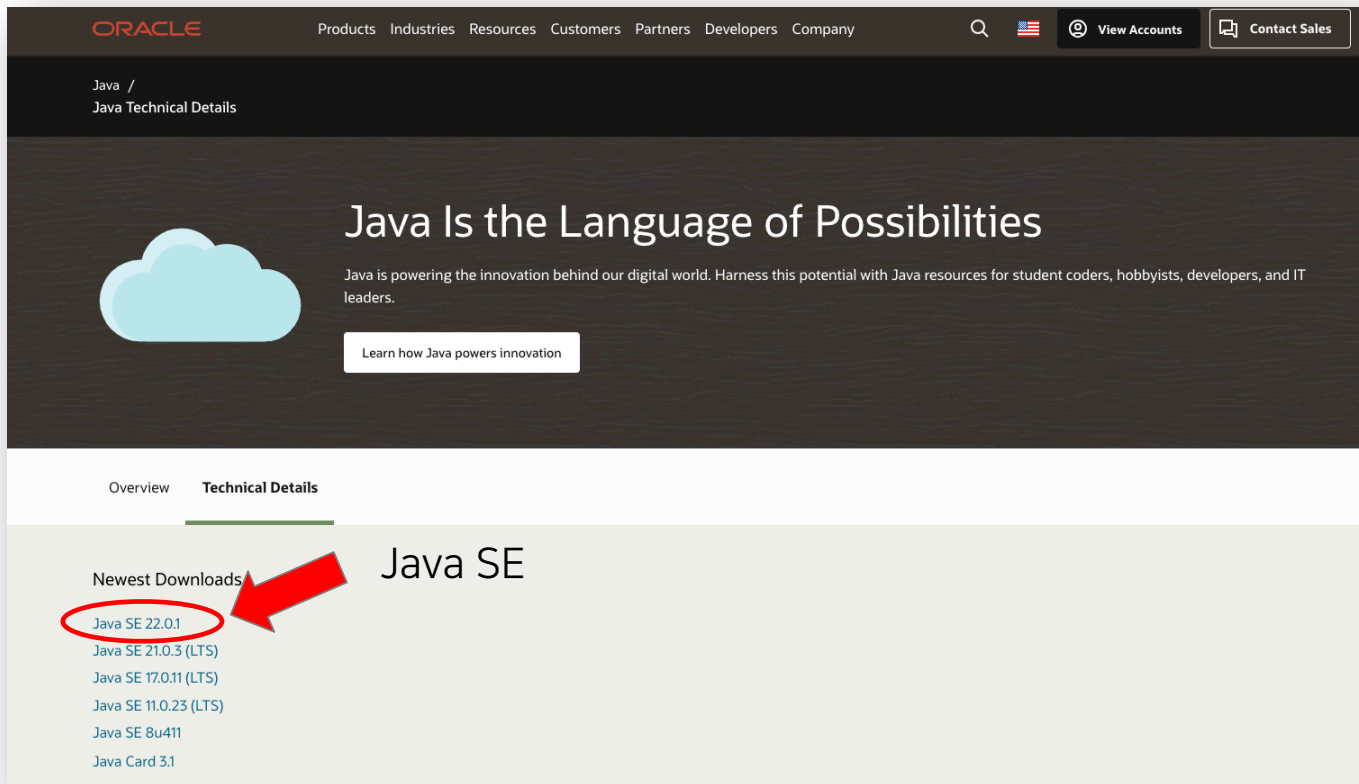 ORACLE Products Industries Resources Customers Partners Developers Company View Accounts Contact Sales
Java /
Java Technical Details
Java Is the Language of Possibilities
Java is powering the innovation behind our digital world. Harness this potential with Java resources for student coders, hobbyists, developers, and IT
leaders.
Learn how Java powers innovation
Overview Technical Details
Java SE
Newest Downloads
Java SE 22.0.1
Java SE 21.0.3 (LTS)
Java SE 17.0.11 (LTS)
Java SE 11.0.23 (LTS)
Java SE 8u411
Java Card 3.1